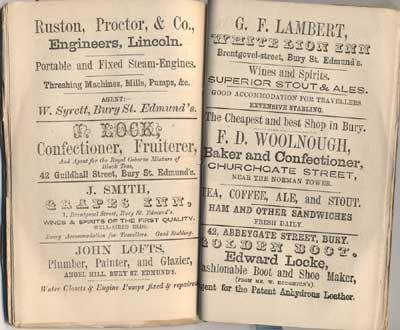 Ruston, Proctor, & Co.,
Engineers, Lincoln.
Portable and Fixed Steam-Engines.
Threshing Machines, Mills, Pumps, &c.
AGENT:—
W. Syrett, Bury St. Edmund's.
J. LOCK,
Confectioner, Fruiterer,
And Agent for the Royal Osborne Mixture of
Black Teas,
42 Guildhall Street, Bury St. Edmund's.
J. SMITH,
GRAPES INN,
1, Brentgovel Street, Bury St. Edmund's.
WINES & SPIRITS OF THE FIRST QUALITY.
WELL-AIRED BEDS.
Every Accommodation for Travellers. Good Stabling.
JOHN LOFTS,
Plumber, Painter, and Glazier,
ANGEL HILL, BURY ST. EDMUND'S.
Water Closets & Engine Pumps fixed & repaired
G. F. LAMBERT,
WHITE LION INN
Brentgovel-street, Bury St. Edmund's.
Wines and Spirits.
SUPERIOR STOUT & ALES.
GOOD ACCOMMODATION FOR TRAVELLERS
EXTENSIVE STABLING.
The Cheapest and best Shop in Bury.
F. D. WOOLNOUGH,
Baker and Confectioner,
CHURCHGATE STREET,
NEAR THE NORMAN TOWER.
TEA, COFFEE, ALE, and STOUT.
HAM AND OTHER SANDWICHES
FRESH DAILY.
42, ABBEYGATE STREET, BURY.
GOLDEN BOOT.
Edward Locke,
ashionable Boot and Shoe Maker,
(FROM MR. W. HOUGHTON'S).
gent for the Patent Anhydrous Leather.